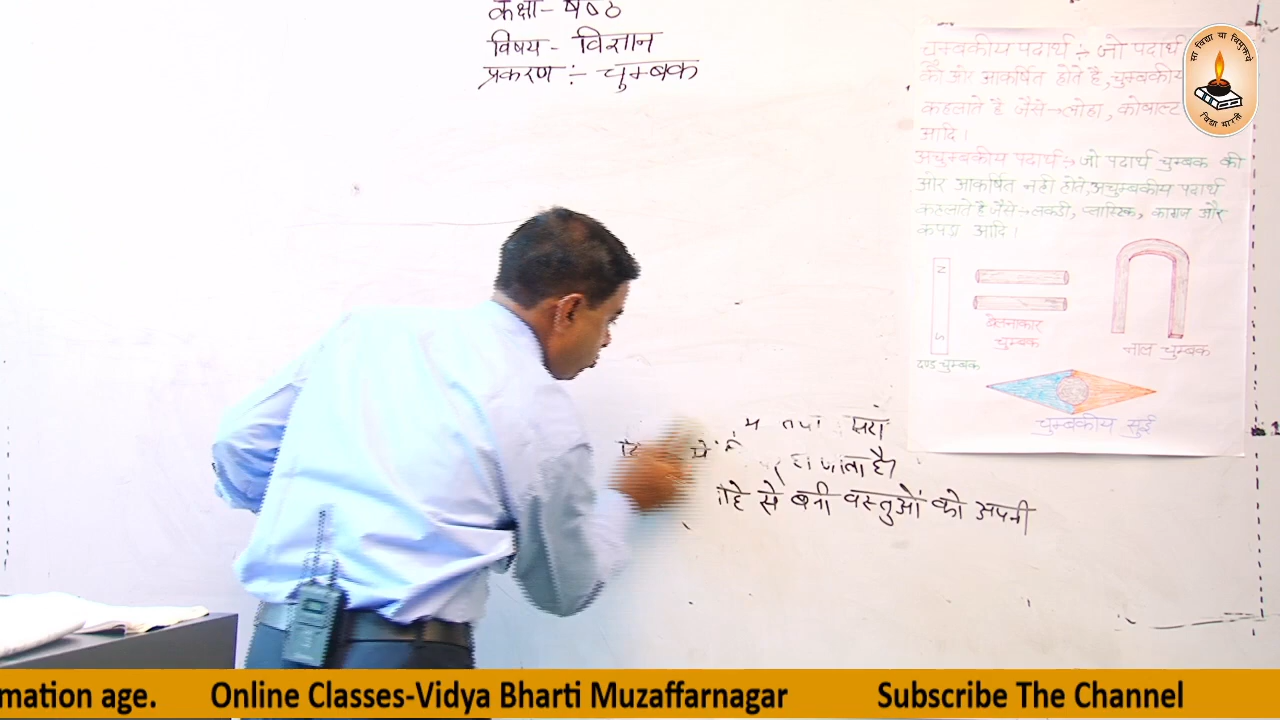 कक्षा- षष्ठ
विषय - विज्ञान
प्रकरण ÷ चुम्बक
चुम्बकीय पदार्थ ÷ जो पदार्थ
की ओर आकर्षित होते है, चुम्बकीय
कहलाते है जैसे→लोहा, कोबाल्ट
आदि।
अचुम्बकीय पदार्थ ÷ जो पदार्थ चुम्बक की
ओर आकर्षित नही होते,अचुम्बकीय पदार्थ
कहलाते है जैसे→लकडी, प्लास्टिक, कागज और
कपडा आदि।
N
S
दण्ड चुम्बक
बेलनाकार
चुम्बक
नाल चुम्बक
चुम्बकीय सुई
जाता है।
से बनी वस्तुओं को अपनी
सा विद्या या विमुक्तये
विद्या भारती
mation age. Online Classes-Vidya Bharti Muzaffarnagar Subscribe The Channel